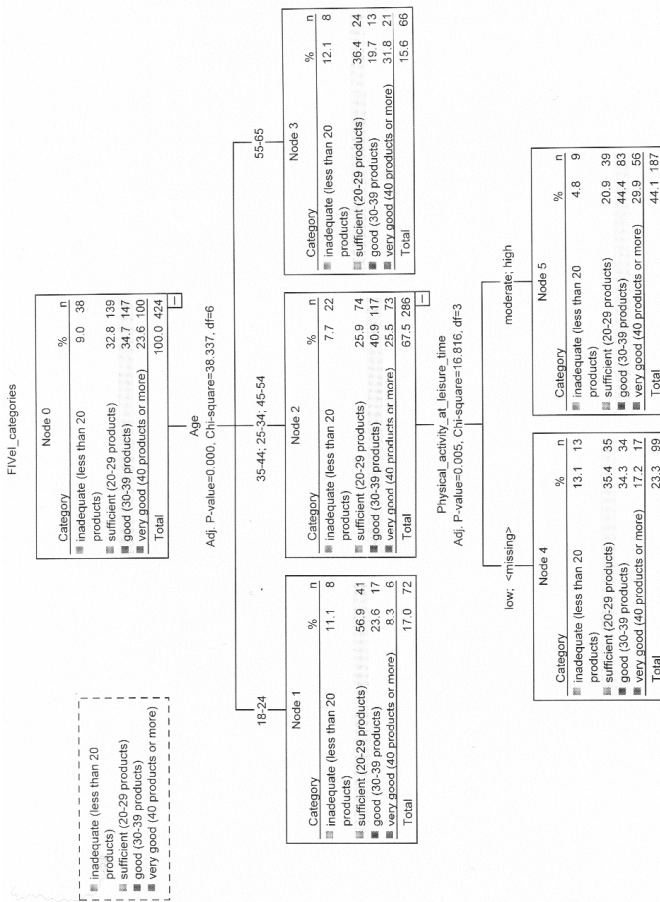 FIVeI_categories
inadequate (less than 20
products)
sufficient (20-29 products)
good (30-39 products)
very good (40 products or more)
Node 0
Category % n
inadequate (less than 20 9.0 38
products)
sufficient (20-29 products) 32.8 139
good (30-39 products) 34.7 147
very good (40 products or more) 23.6 100
Total 100.0 424
Age
Adj. P-value=0.000, Chi-square=38.337, df=6
18-24
35-44; 25-34; 45-54
55-65
Node 1
Category % n
inadequate (less than 20 11.1 8
products)
sufficient (20-29 products) 56.9 41
good (30-39 products) 23.6 17
very good (40 products or more) 8.3 6
Total 17.0 72
Node 2
Category % n
inadequate (less than 20 7.7 22
products)
sufficient (20-29 products) 25.9 74
good (30-39 products) 40.9 117
very good (40 products or more) 25.5 73
Total 67.5 286
Node 3
Category % n
inadequate (less than 20 12.1 8
products)
sufficient (20-29 products) 36.4 24
good (30-39 products) 19.7 13
very good (40 products or more) 31.8 21
Total 15.6 66
Physical_activity_at_leisure_time
Adj. P-value=0.005, Chi-square=16.816, df=3
low; <missing>
moderate; high
Node 4
Category % n
inadequate (less than 20 13.1 13
products)
sufficient (20-29 products) 35.4 35
good (30-39 products) 34.3 34
very good (40 products or more) 17.2 17
Total 23.3 99
Node 5
Category % n
inadequate (less than 20 4.8 9
products)
sufficient (20-29 products) 20.9 39
good (30-39 products) 44.4 83
very good (40 products or more) 29.9 56
Total 44.1 187